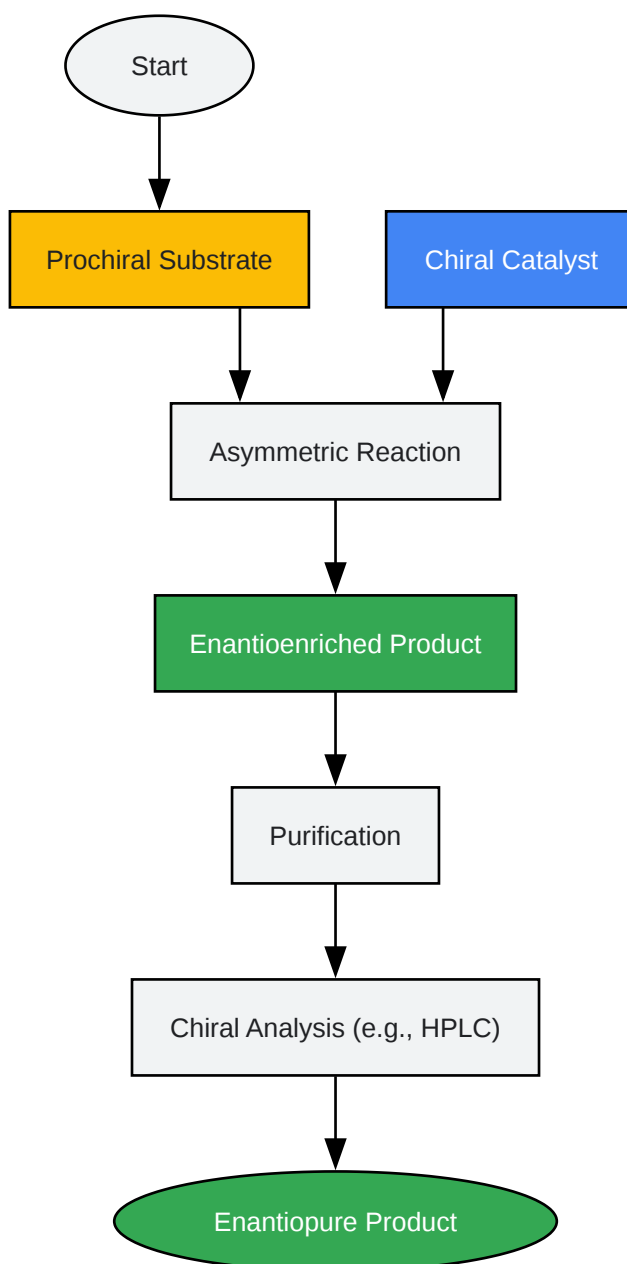 Start
Prochiral Substrate
Chiral Catalyst
Asymmetric Reaction
Enantioenriched Product
Purification
Chiral Analysis (e.g., HPLC)
Enantiopure Product